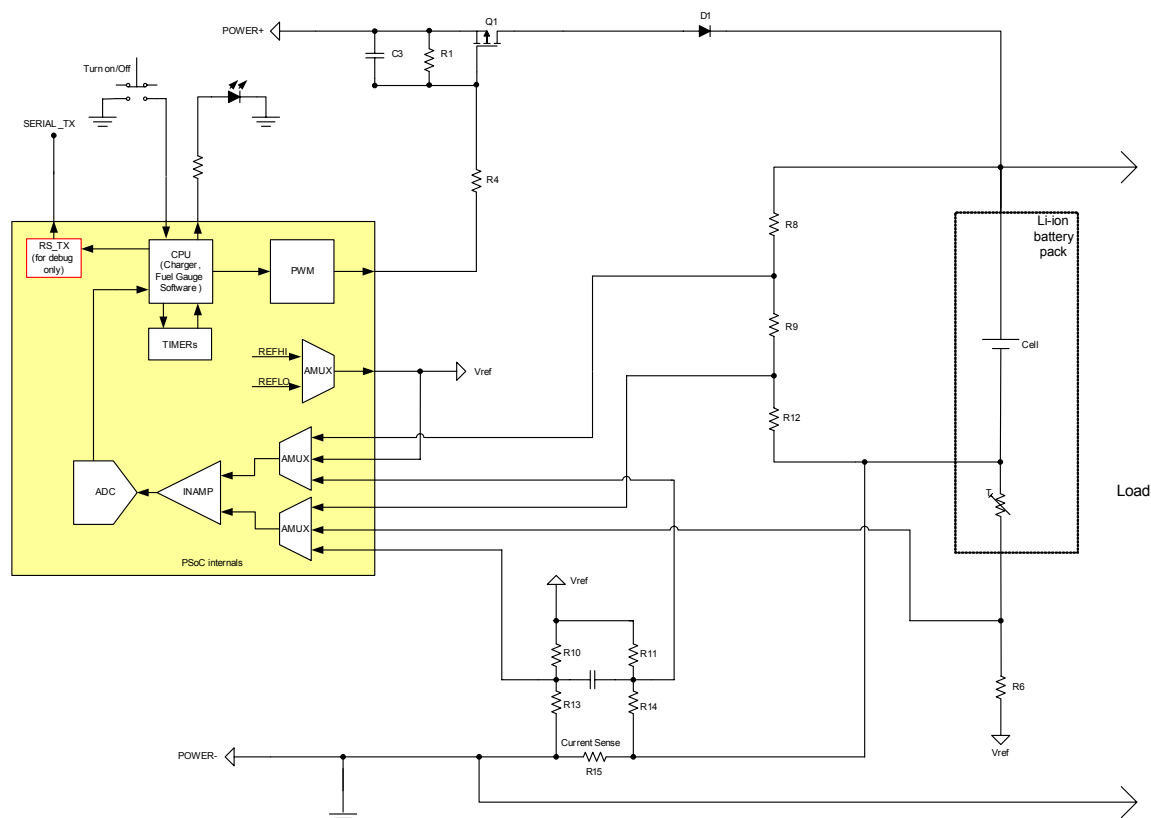 POWER+
C3
R1
Q1
D1
Turn on/Off
SERIAL_TX
R4
RS_TX
(for debug
only)
CPU
(Charger,
Fuel Gauge
Software)
PWM
TIMERs
REFHI
REFLO
AMUX
Vref
AMUX
ADC
INAMP
AMUX
PSoC internals
R8
R9
R12
Li-ion
battery
pack
Cell
T
Load
Vref
R10
R11
R13
R14
Current Sense
R15
POWER-
R6
Vref